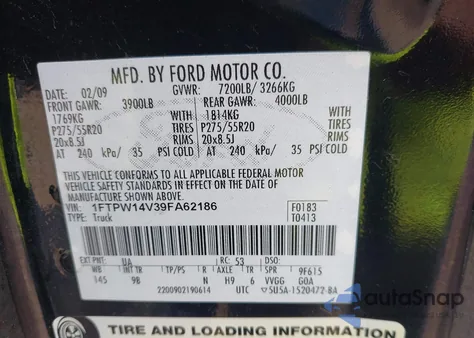 MFD. BY FORD MOTOR CO.
DATE: 02/09 GVWR: 7200LB/ 3266KG
FRONT GAWR: 3900LB REAR GAWR: 4000LB
1769KG WITH 1814KG WITH
P275/55R20 TIRES P275/55R20 TIRES
20x8.5J RIMS 20x8.5J RIMS
AT 240 kPa/ 35 PSI COLD AT 240 kPa/ 35 PSI COLD
THIS VEHICLE CONFORMS TO ALL APPLICABLE FEDERAL MOTOR
VEHICLE SAFETY STANDARDS IN EFFECT ON THE DATE OF
MANUFACTURE SHOWN ABOVE.
VIN: 1FTPW14V39FA62186 F0183
TYPE: Truck T0413
EXT PNT: UA RC: 53 DSO:
WB INT TR TP/PS R AXLE TR SPR 9F615
145 9B N H9 6 VVGG G0A
2200902190614 UTC 5U5A-1520472-BA
TIRE AND LOADING INFORMATION
AutaSnap